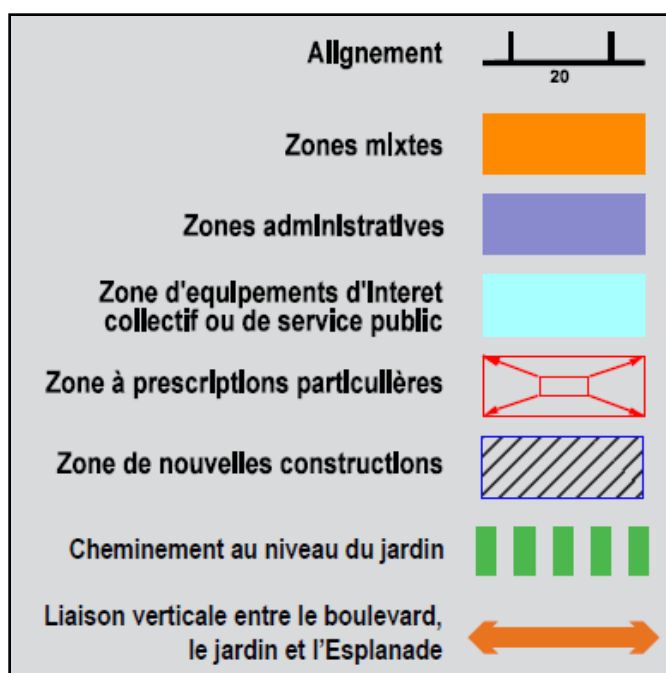 Alignement
20
Zones mixtes
Zones administratives
Zone d'equipements d'Interet
collectif ou de service public
Zone à prescriptions particulières
Zone de nouvelles constructions
Cheminement au niveau du jardin
Liaison verticale entre le boulevard,
le jardin et l'Esplanade